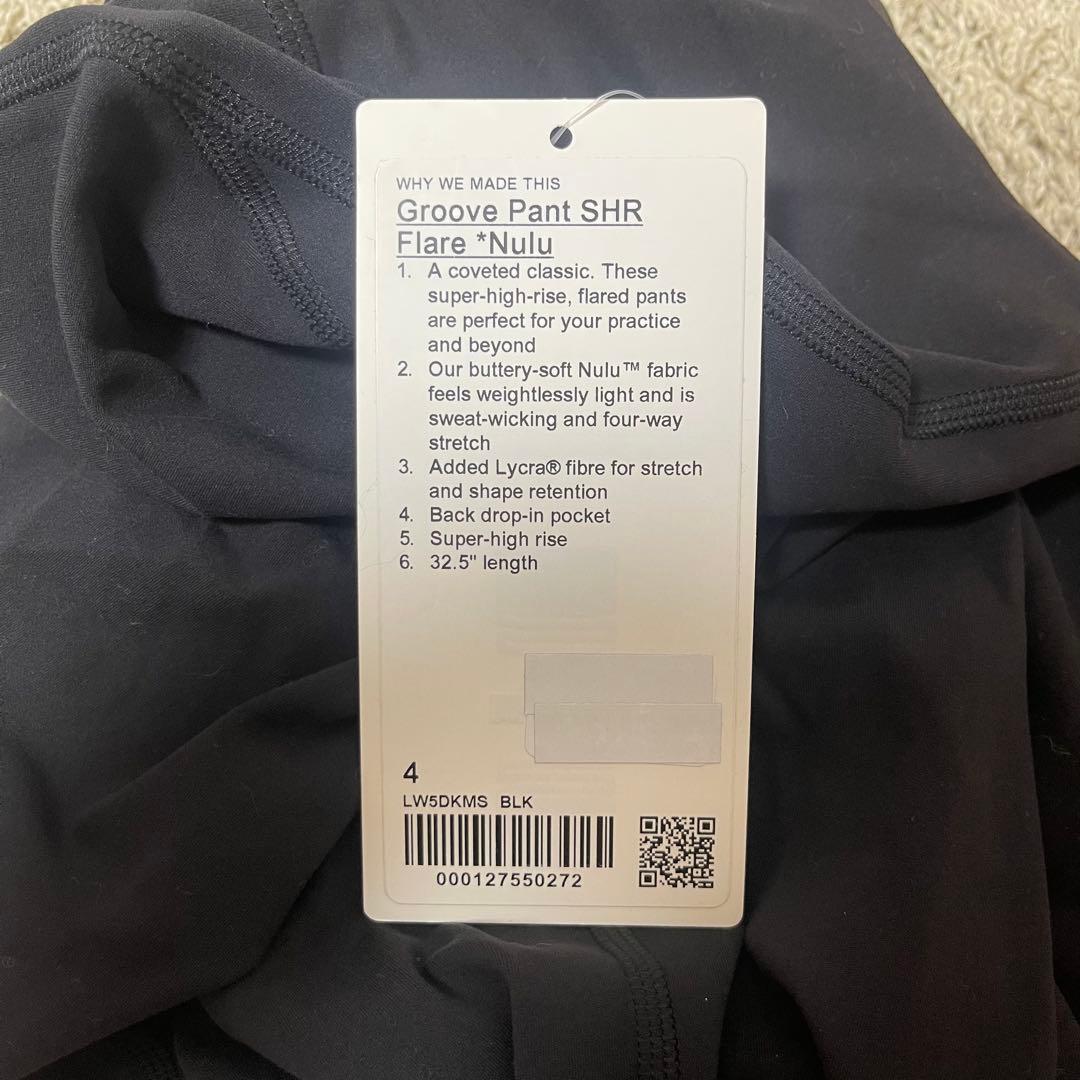 WHY WE MADE THIS
Groove Pant SHR
Flare *Nulu
1. A coveted classic. These
super-high-rise, flared pants
are perfect for your practice
and beyond
2. Our buttery-soft Nulu™ fabric
feels weightlessly light and is
sweat-wicking and four-way
stretch
3. Added Lycra® fibre for stretch
and shape retention
4. Back drop-in pocket
5. Super-high rise
6. 32.5" length
4
LW5DKMS BLK
000127550272